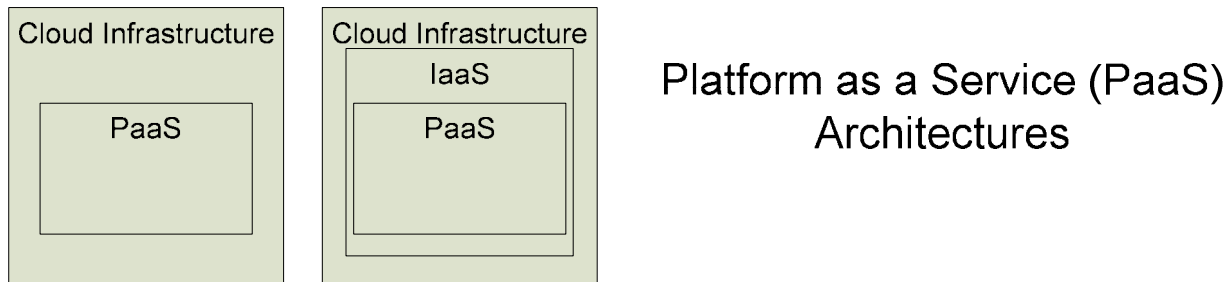 Cloud Infrastructure
PaaS
Cloud Infrastructure
IaaS
PaaS
Platform as a Service (PaaS)
Architectures